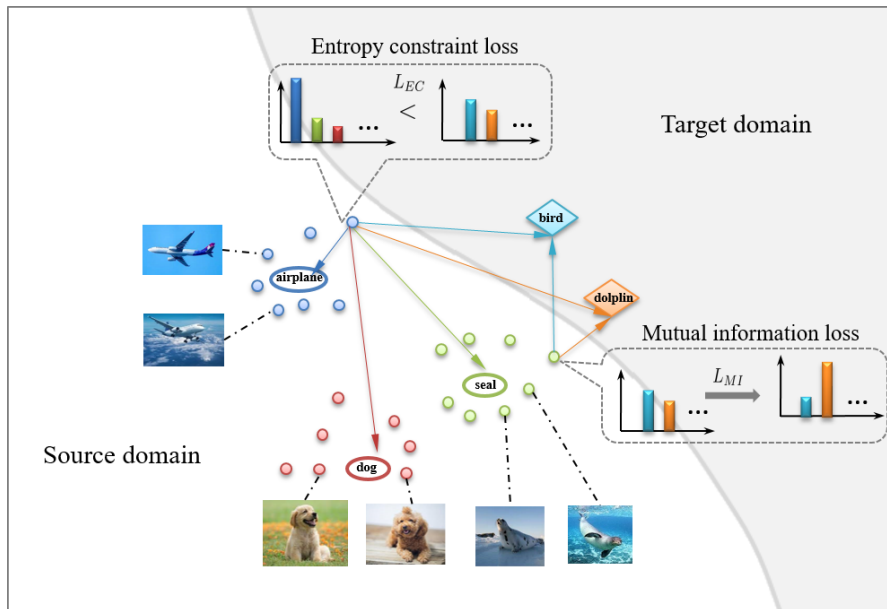 Entropy constraint loss
L_EC
<
...
...
Target domain
bird
airplane
dolplin
Mutual information loss
seal
L_MI
...
...
Source domain
dog